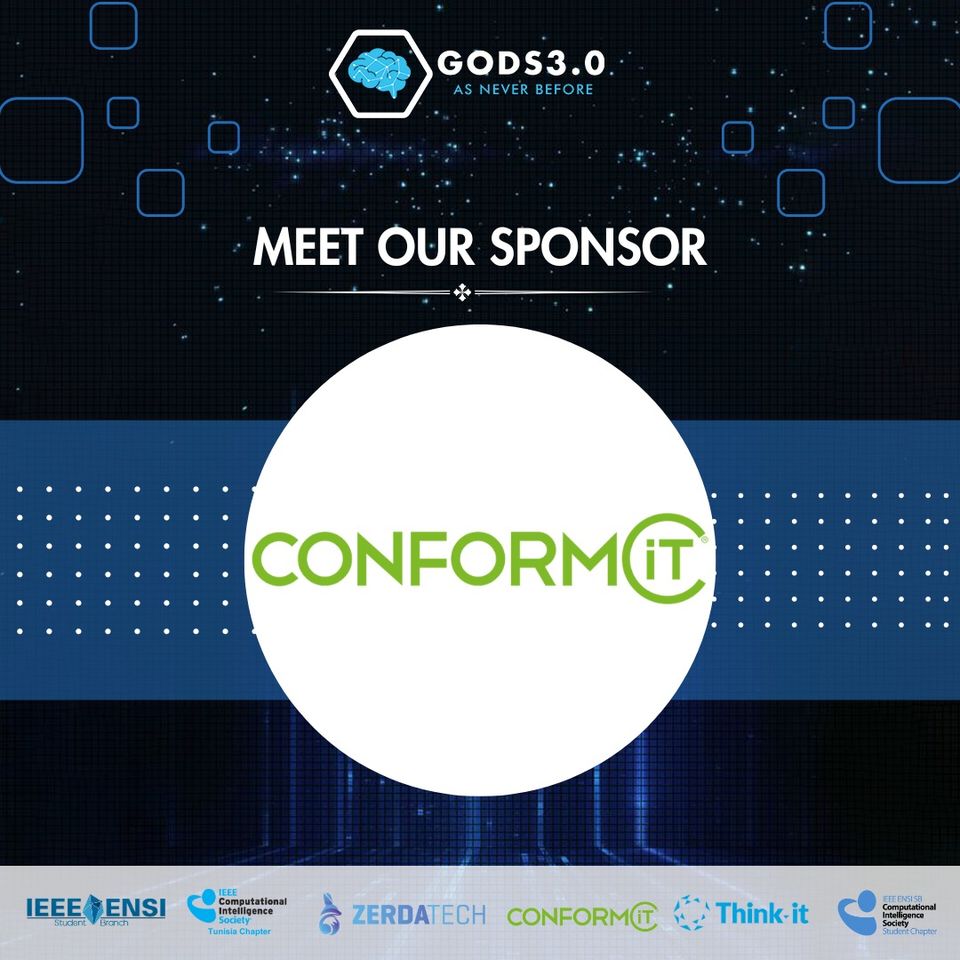 GODS3.0
AS NEVER BEFORE
MEET OUR SPONSOR
CONFORMiT®
IEEE ENSI
Student Branch
IEEE
Computational
Intelligence
Society
Tunisia Chapter
ZERDATECH
CONFORMiT
Think-it
IEEE ENSI SB
Computational
Intelligence
Society
Student Chapter